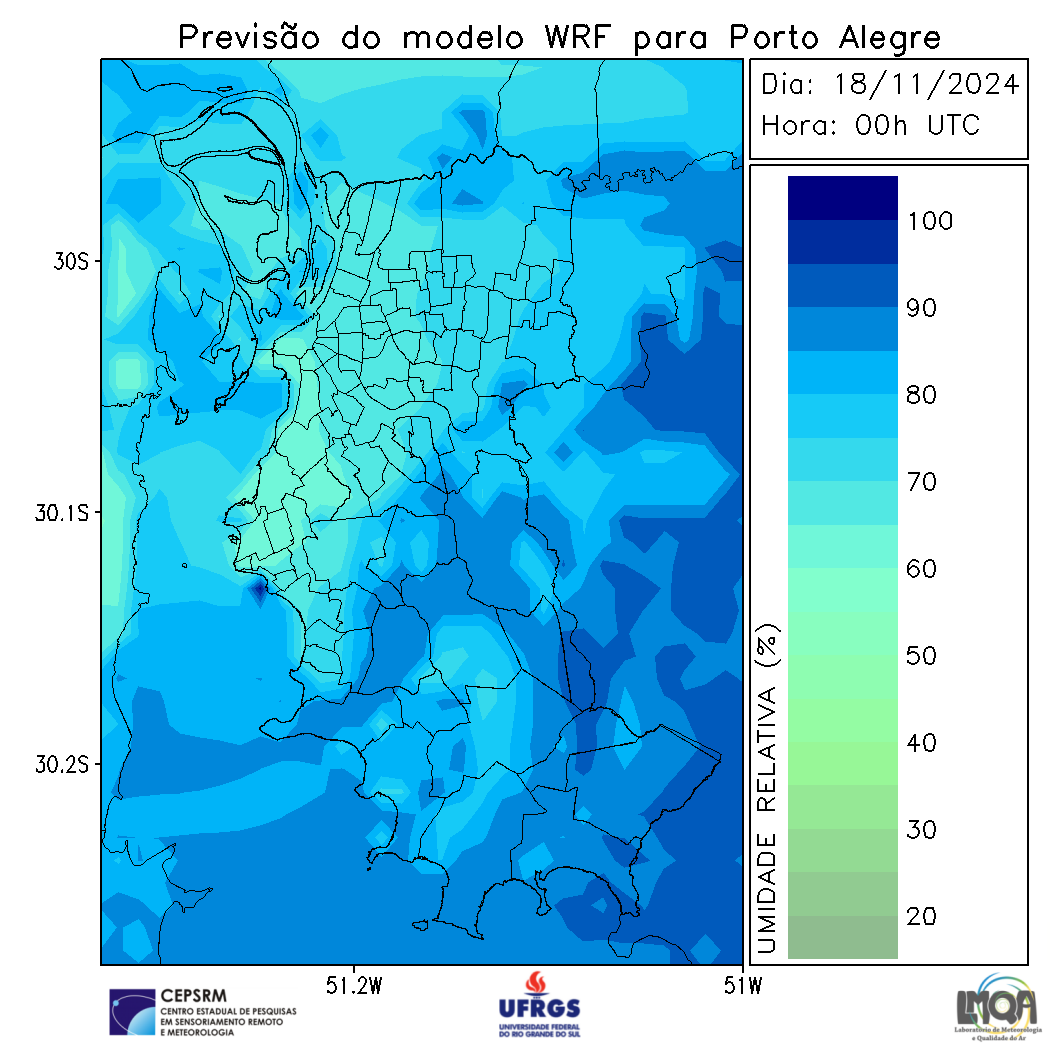 Previsão do modelo WRF para Porto Alegre
Dia: 18/11/2024
Hora: 00h UTC
30S
30.1S
30.2S
51.2W
51W
UMIDADE RELATIVA (%)
100
90
80
70
60
50
40
30
20
CEPSRM
CENTRO ESTADUAL DE PESQUISAS
EM SENSORIAMENTO REMOTO
E METEOROLOGIA
UFRGS
UNIVERSIDADE FEDERAL
DO RIO GRANDE DO SUL
LMQA
Laboratório de Meteorologia
e Qualidade do Ar